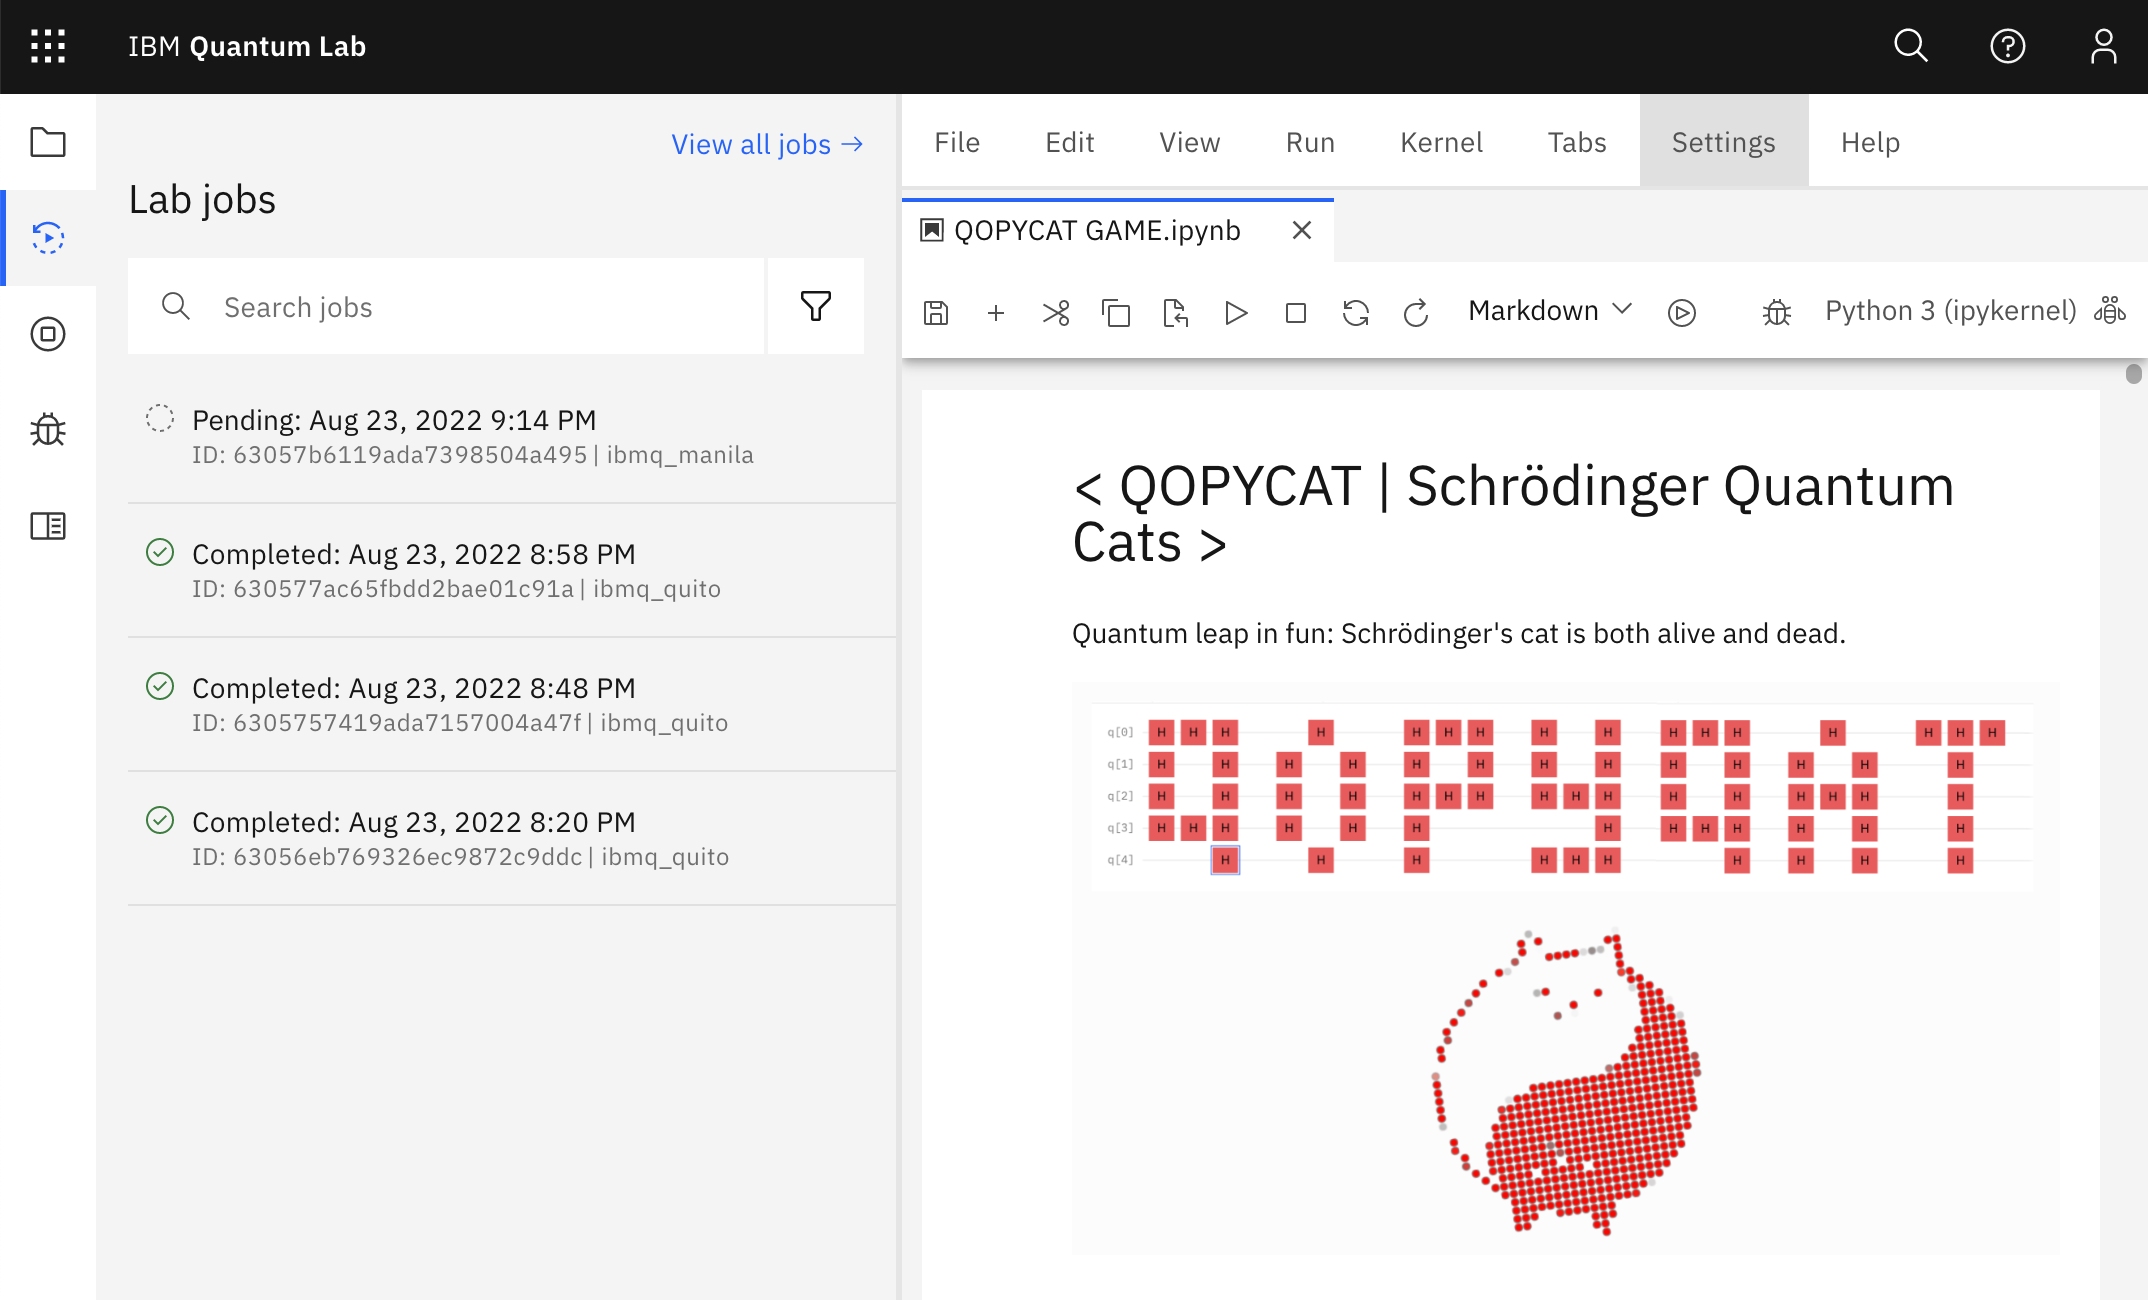 IBM Quantum Lab
View all jobs →
Lab jobs
Search jobs
Pending: Aug 23, 2022 9:14 PM
ID: 63057b6119ada7398504a495 | ibmq_manila
Completed: Aug 23, 2022 8:58 PM
ID: 630577ac65fbdd2bae01c91a | ibmq_quito
Completed: Aug 23, 2022 8:48 PM
ID: 6305757419ada7157004a47f | ibmq_quito
Completed: Aug 23, 2022 8:20 PM
ID: 63056eb769326ec9872c9ddc | ibmq_quito
File Edit View Run Kernel Tabs Settings Help
QOPYCAT GAME.ipynb
Markdown Python 3 (ipykernel)
< QOPYCAT | Schrödinger Quantum
Cats >
Quantum leap in fun: Schrödinger's cat is both alive and dead.
q[0] H H H H H H H H H H H H H H H H
q[1] H H H H H H H H H H H H H
q[2] H H H H H H H H H H H H H H H H
q[3] H H H H H H H H H H H H H
q[4] H H H H H H H H H H